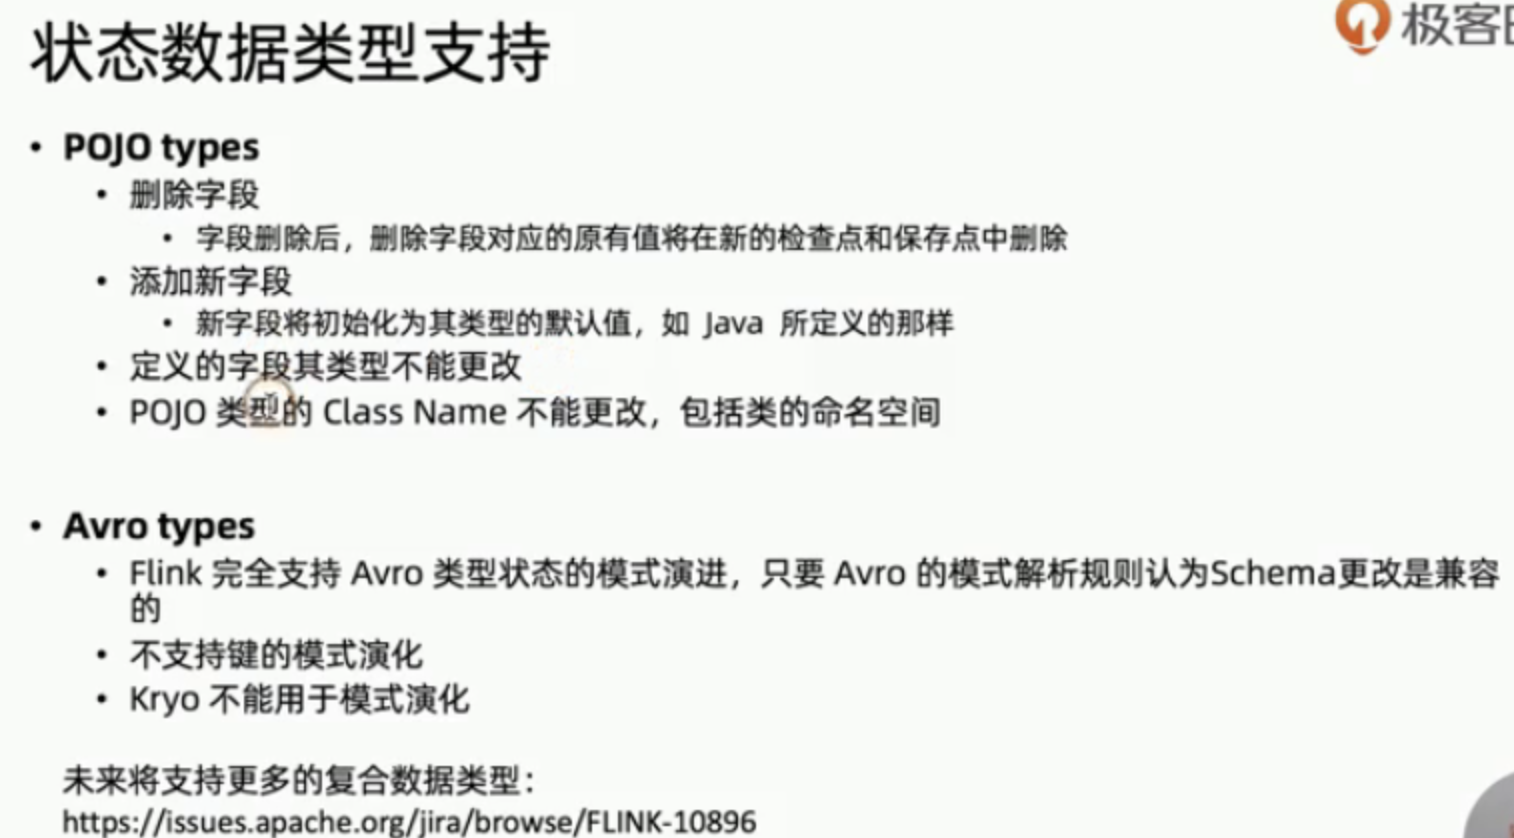 状态数据类型支持
极客
• POJO types
• 删除字段
• 字段删除后，删除字段对应的原有值将在新的检查点和保存点中删除
• 添加新字段
• 新字段将初始化为其类型的默认值，如 Java 所定义的那样
• 定义的字段其类型不能更改
• POJO 类型的 Class Name 不能更改，包括类的命名空间
• Avro types
• Flink 完全支持 Avro 类型状态的模式演进，只要 Avro 的模式解析规则认为Schema更改是兼容
的
• 不支持键的模式演化
• Kryo 不能用于模式演化
未来将支持更多的复合数据类型：
https://issues.apache.org/jira/browse/FLINK-10896